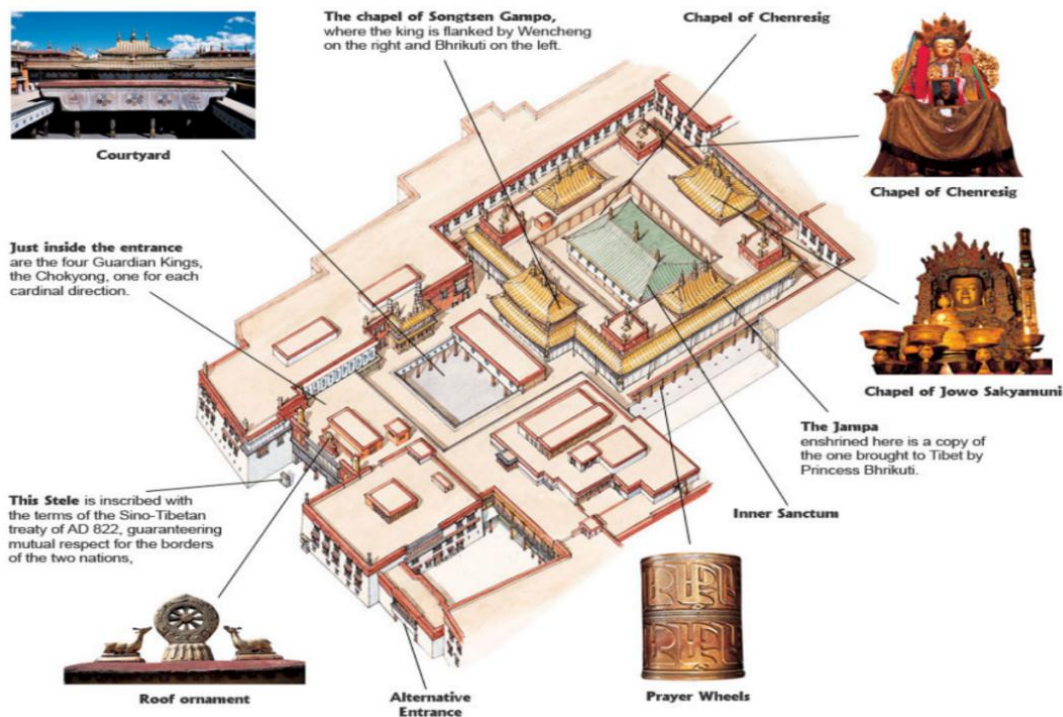 The chapel of Songtsen Gampo,
where the king is flanked by Wencheng
on the right and Bhrikuti on the left.
Chapel of Chenresig
Courtyard
Chapel of Chenresig
Just inside the entrance
are the four Guardian Kings,
the Chokyong, one for each
cardinal direction.
Chapel of Jowo Sakyamuni
The Jampa
enshrined here is a copy of
the one brought to Tibet by
Princess Bhrikuti.
This Stele is inscribed with
the terms of the Sino-Tibetan
treaty of AD 822, guaranteering
mutual respect for the borders
of the two nations,
Inner Sanctum
Roof ornament
Alternative
Entrance
Prayer Wheels